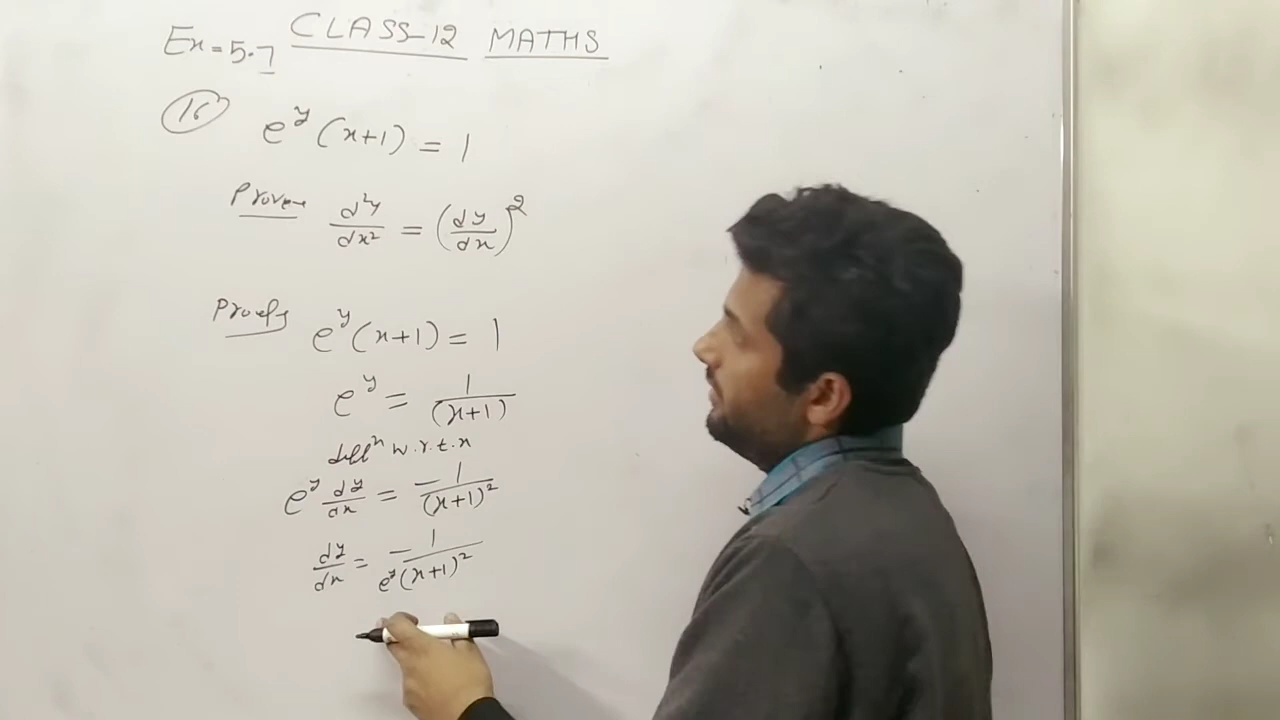 Ex = 5.7 CLASS-12 MATHS
16 e^y (x+1) = 1
Prove d²y/dx² = (dy/dx)²
Proof e^y (x+1) = 1
e^y = 1/(x+1)
diffⁿ w.r.t. x
e^y dy/dx = -1/(x+1)²
dy/dx = -1/e^y(x+1)²